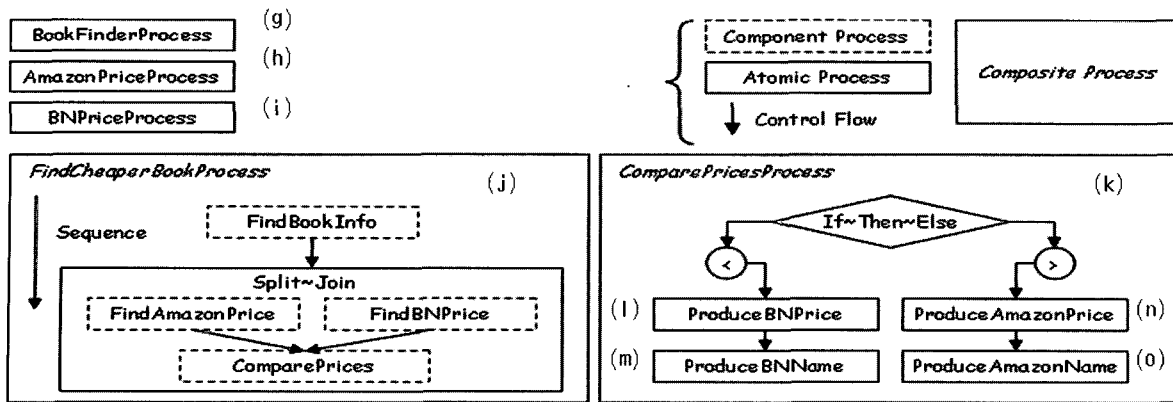 BookFinderProcess (g)
AmazonPriceProcess (h)
BNPriceProcess (i)
Component Process
Atomic Process
Control Flow
Composite Process
FindCheaperBookProcess (j)
Sequence
FindBookInfo
Split~Join
FindAmazonPrice FindBNPrice
ComparePrices
ComparePricesProcess (k)
If~Then~Else
< >
(l) ProduceBNPrice ProduceAmazonPrice (n)
(m) ProduceBNName ProduceAmazonName (o)